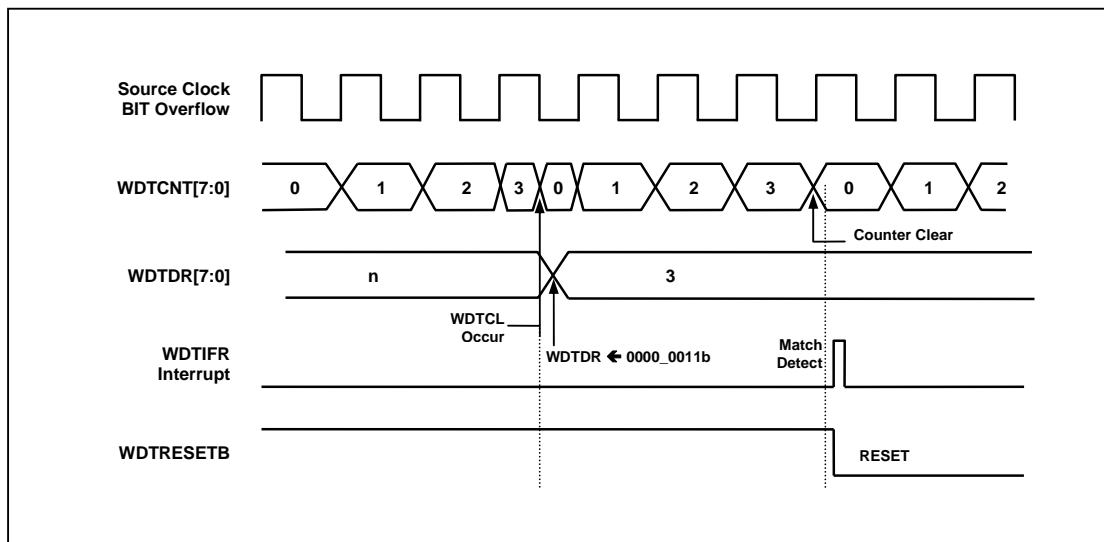 Source Clock
BIT Overflow
WDTCNT[7:0]
0 1 2 3 0 1 2 3 0 1 2
Counter Clear
WDTDR[7:0]
n 3
WDTCL
Occur
WDTDR ← 0000_0011b
WDTIFR
Interrupt
Match
Detect
WDTRESETB
RESET